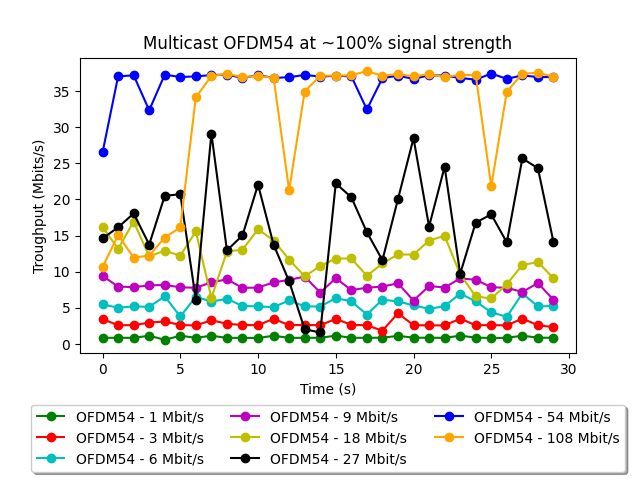 Multicast OFDM54 at ~100% signal strength
Troughput (Mbits/s)
35
30
25
20
15
10
5
0
0 5 10 15 20 25 30
Time (s)
OFDM54 - 1 Mbit/s OFDM54 - 9 Mbit/s OFDM54 - 54 Mbit/s
OFDM54 - 3 Mbit/s OFDM54 - 18 Mbit/s OFDM54 - 108 Mbit/s
OFDM54 - 6 Mbit/s OFDM54 - 27 Mbit/s